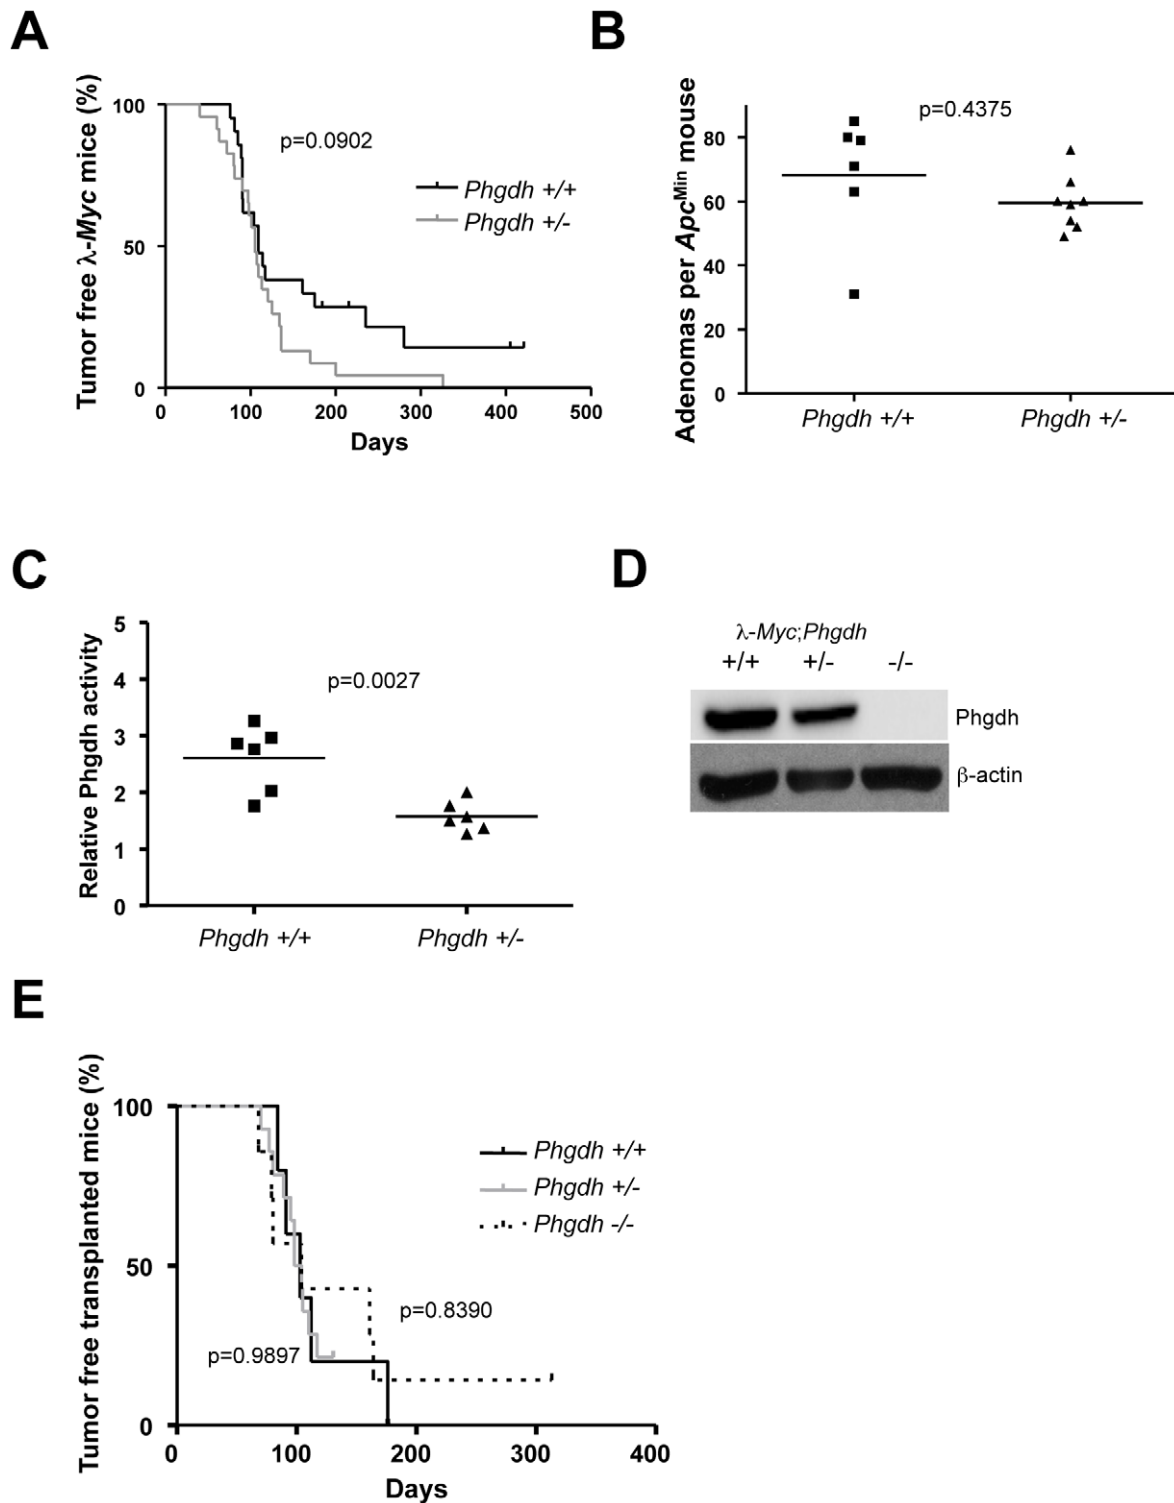 A
Tumor free λ-Myc mice (%)
100
50
0
p=0.0902
Phgdh +/+
Phgdh +/-
0 100 200 300 400 500
Days
B
Adenomas per Apc^Min mouse
80
60
40
20
0
p=0.4375
Phgdh +/+ Phgdh +/-
C
Relative Phgdh activity
5
4
3
2
1
0
p=0.0027
Phgdh +/+ Phgdh +/-
D
λ-Myc;Phgdh
+/+ +/- -/-
Phgdh
β-actin
E
Tumor free transplanted mice (%)
100
50
0
Phgdh +/+
Phgdh +/-
Phgdh -/-
p=0.8390
p=0.9897
0 100 200 300 400
Days